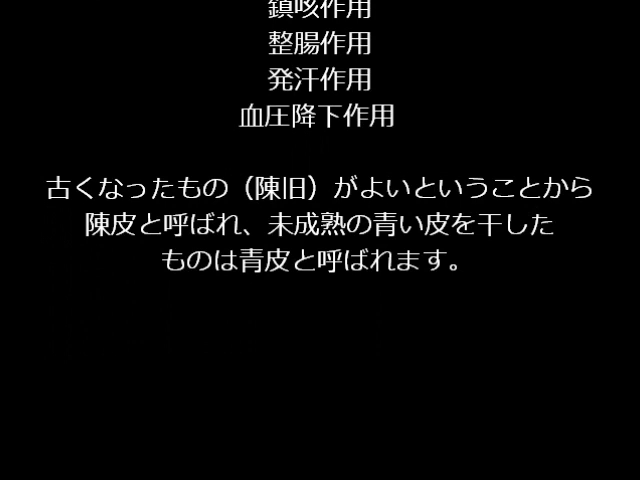 鎮咳作用
整腸作用
発汗作用
血圧降下作用
古くなったもの（陳旧）がよいということから
陳皮と呼ばれ、未成熟の青い皮を干した
ものは青皮と呼ばれます。